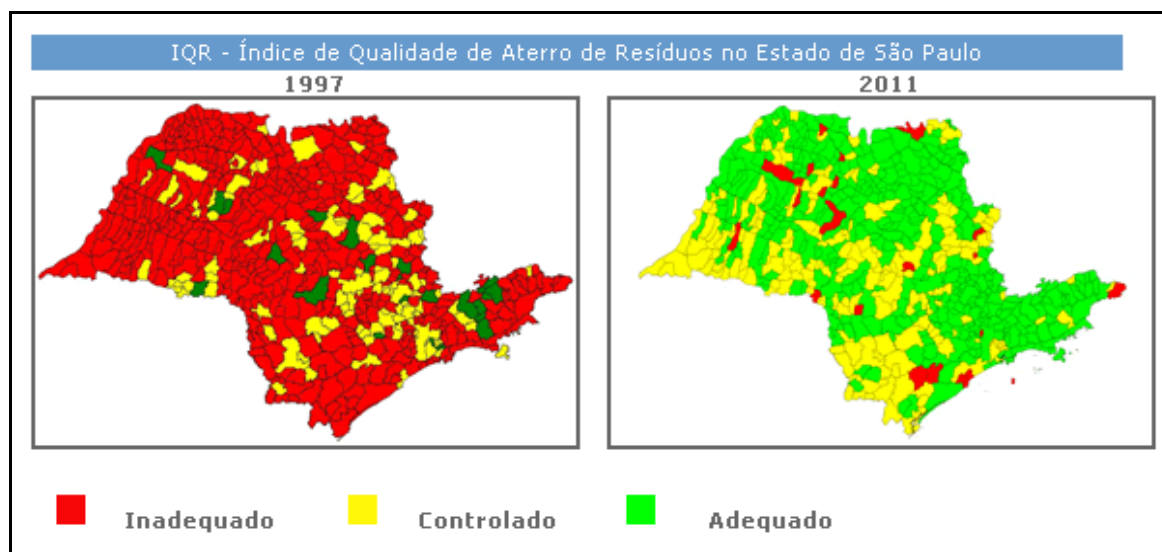 IQR - Índice de Qualidade de Aterro de Resíduos no Estado de São Paulo
1997 2011
Inadequado Controlado Adequado